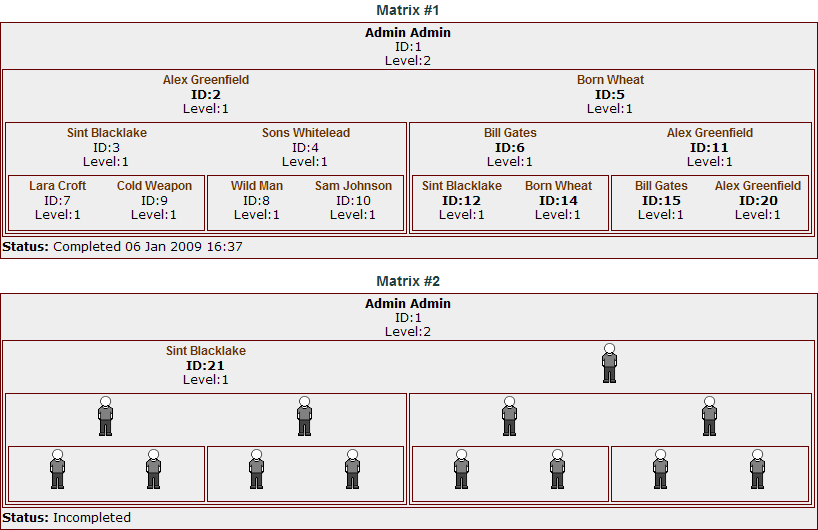 Matrix #1
Admin Admin
ID:1
Level:2
Alex Greenfield Born Wheat
ID:2 ID:5
Level:1 Level:1
Sint Blacklake Sons Whitelead Bill Gates Alex Greenfield
ID:3 ID:4 ID:6 ID:11
Level:1 Level:1 Level:1 Level:1
Lara Croft Cold Weapon Wild Man Sam Johnson Sint Blacklake Born Wheat Bill Gates Alex Greenfield
ID:7 ID:9 ID:8 ID:10 ID:12 ID:14 ID:15 ID:20
Level:1 Level:1 Level:1 Level:1 Level:1 Level:1 Level:1 Level:1
Status: Completed 06 Jan 2009 16:37
Matrix #2
Admin Admin
ID:1
Level:2
Sint Blacklake
ID:21
Level:1
Status: Incompleted